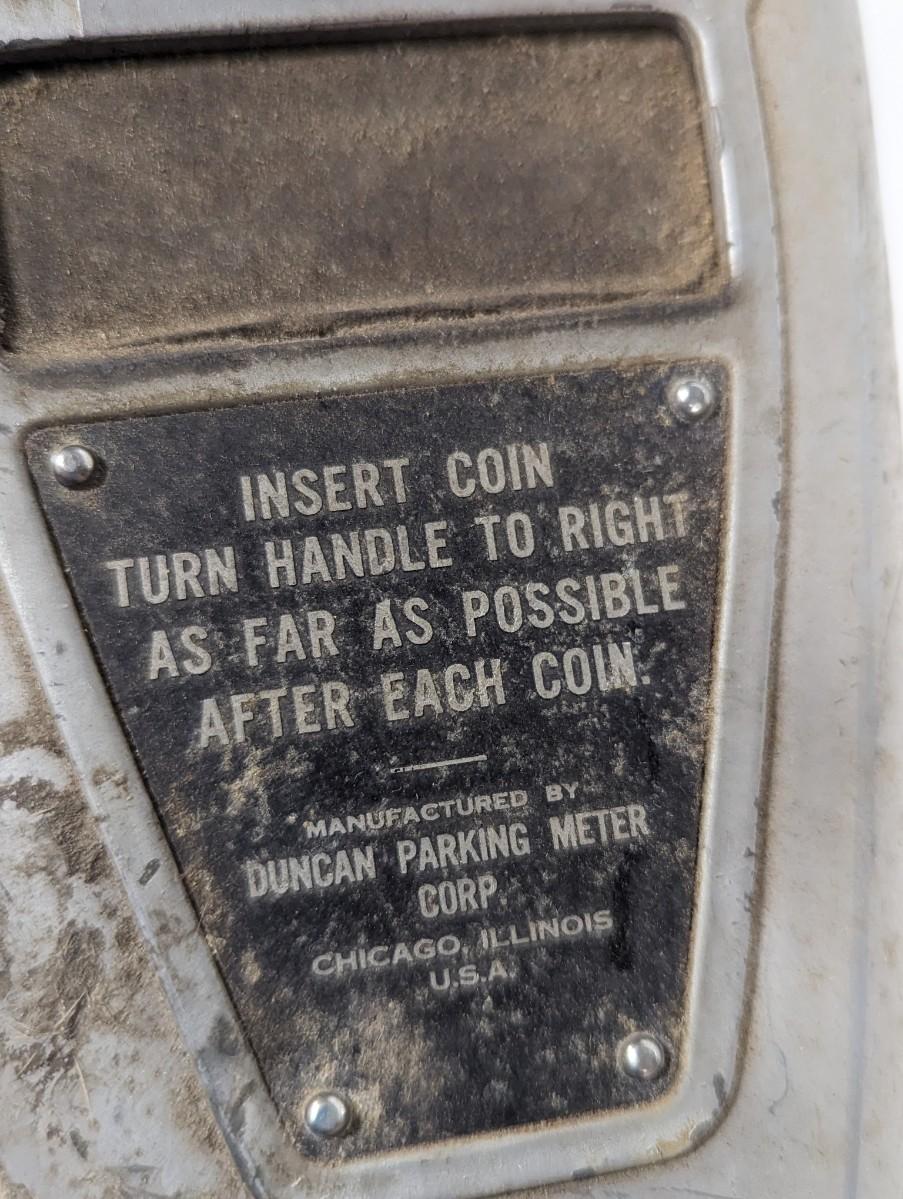 INSERT COIN
TURN HANDLE TO RIGHT
AS FAR AS POSSIBLE
AFTER EACH COIN.
MANUFACTURED BY
DUNCAN PARKING METER
CORP.
CHICAGO, ILLINOIS
U.S.A.